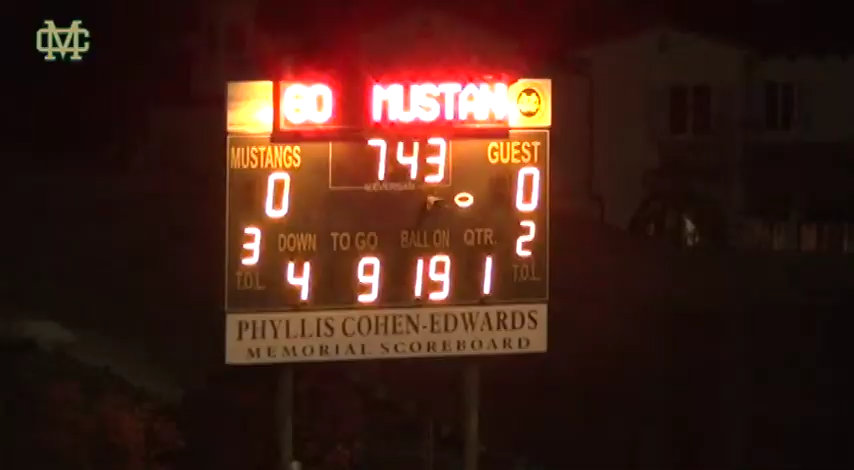 MC
GO MUSTAN
MUSTANGS 743 GUEST
0 0
3 DOWN TO GO BALL ON QTR. 2
T.O.L. 4 9 19 1 T.O.L.
PHYLLIS COHEN-EDWARDS
MEMORIAL SCOREBOARD